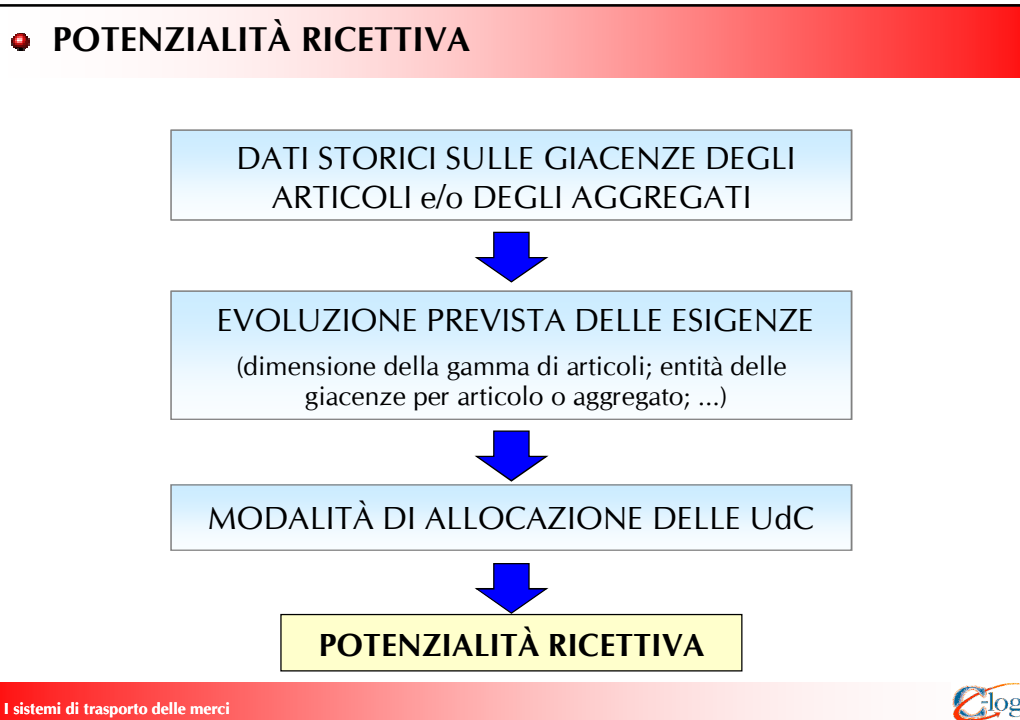 POTENZIALITÀ RICETTIVA
DATI STORICI SULLE GIACENZE DEGLI
ARTICOLI e/o DEGLI AGGREGATI
EVOLUZIONE PREVISTA DELLE ESIGENZE
(dimensione della gamma di articoli; entità delle
giacenze per articolo o aggregato; ...)
MODALITÀ DI ALLOCAZIONE DELLE UdC
POTENZIALITÀ RICETTIVA
I sistemi di trasporto delle merci
C-log